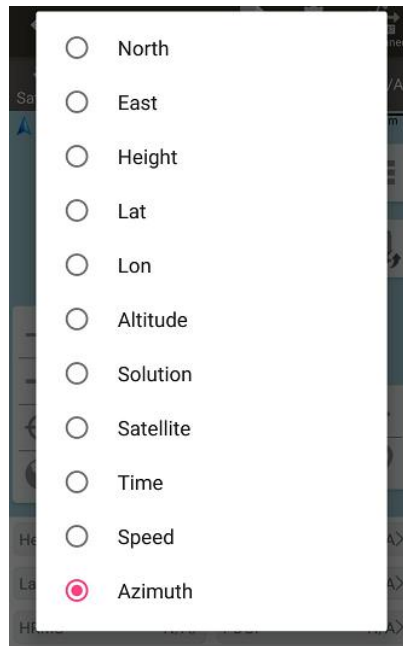 North
East
Height
Lat
Lon
Altitude
Solution
Satellite
Time
Speed
Azimuth